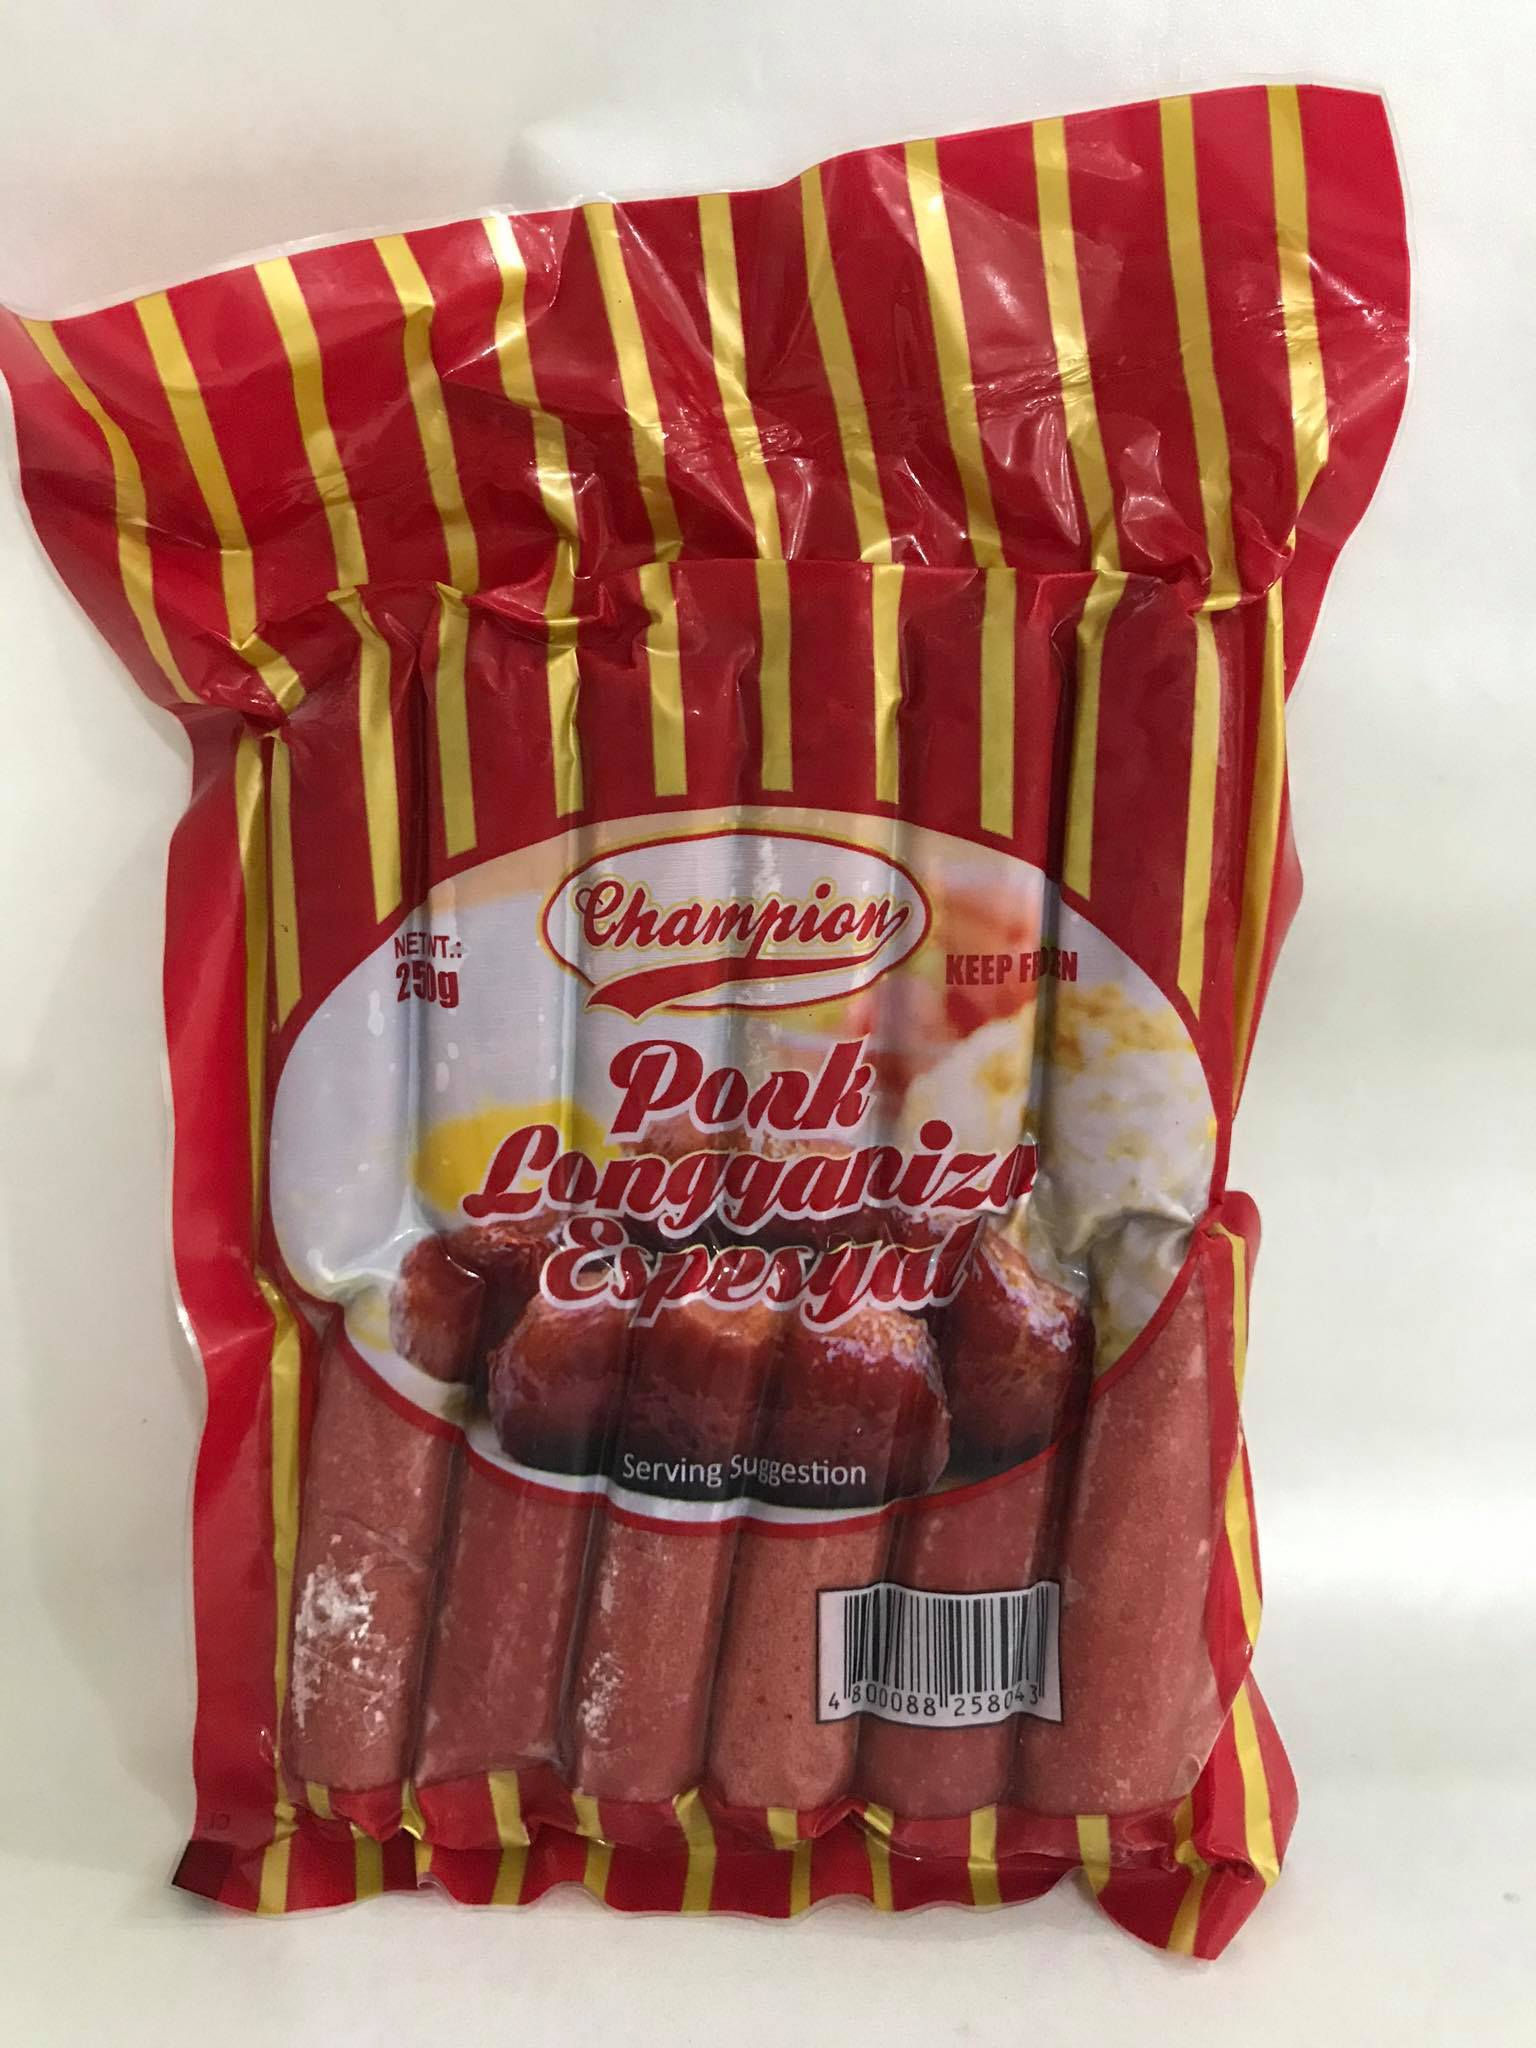 Champion
NET WT.:
250g
KEEP FROZEN
Pork
Longganiza
Espesyal
Serving Suggestion
4 800088 258043